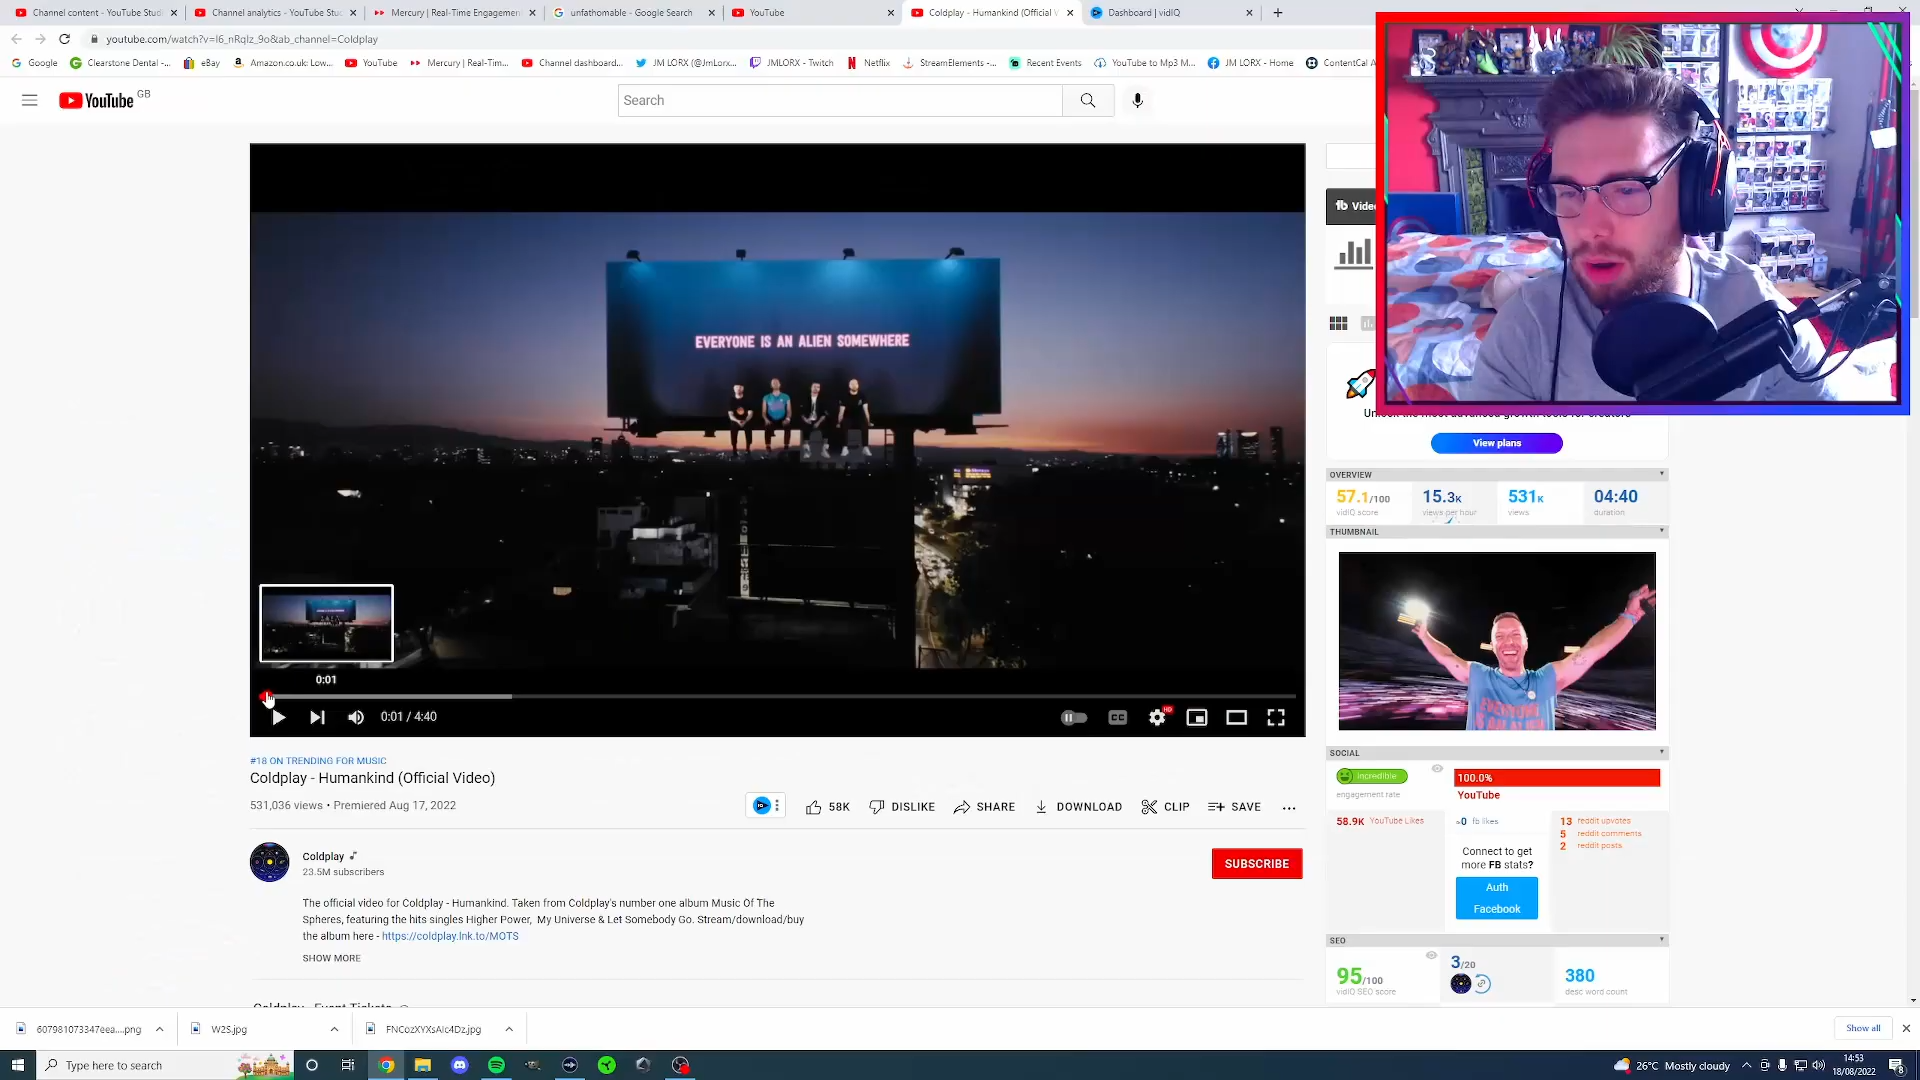 Channel content - YouTube Stud
Channel analytics - YouTube Stu
Mercury | Real-Time Engagemen
unfathomable - Google Search
YouTube
Coldplay - Humankind (Official V
Dashboard | vidIQ
youtube.com/watch?v=l6_nRqlz_9o&ab_channel=Coldplay
Google
Clearstone Dental -...
eBay
Amazon.co.uk: Low...
YouTube
Mercury | Real-Tim...
Channel dashboard...
JM LORX (@JmLorx...
JMLORX - Twitch
Netflix
StreamElements -...
Recent Events
YouTube to Mp3 M...
JM LORX - Home
ContentCal A
YouTube GB
Search
EVERYONE IS AN ALIEN SOMEWHERE
0:01
0:01 / 4:40
CC
HD
#18 ON TRENDING FOR MUSIC
Coldplay - Humankind (Official Video)
531,036 views • Premiered Aug 17, 2022
58K
DISLIKE
SHARE
DOWNLOAD
CLIP
SAVE
Coldplay
23.5M subscribers
SUBSCRIBE
The official video for Coldplay - Humankind. Taken from Coldplay's number one album Music Of The
Spheres, featuring the hits singles Higher Power, My Universe & Let Somebody Go. Stream/download/buy
the album here - https://coldplay.lnk.to/MOTS
SHOW MORE
Coldplay - Event Tickets
View plans
OVERVIEW
57.1/100 15.3K 531K 04:40
vidIQ score views per hour views duration
THUMBNAIL
SOCIAL
incredible
engagement rate
100.0%
YouTube
58.9K YouTube Likes
0 fb likes
13 reddit upvotes
5 reddit comments
2 reddit posts
Connect to get
more FB stats?
Auth
Facebook
SEO
95/100
vidIQ SEO score
3/20
380
desc word count
607981073347eea....png
W2S.jpg
FNCozXYXsAIc4Dz.jpg
Show all
Type here to search
26°C Mostly cloudy
14:53
18/08/2022
8